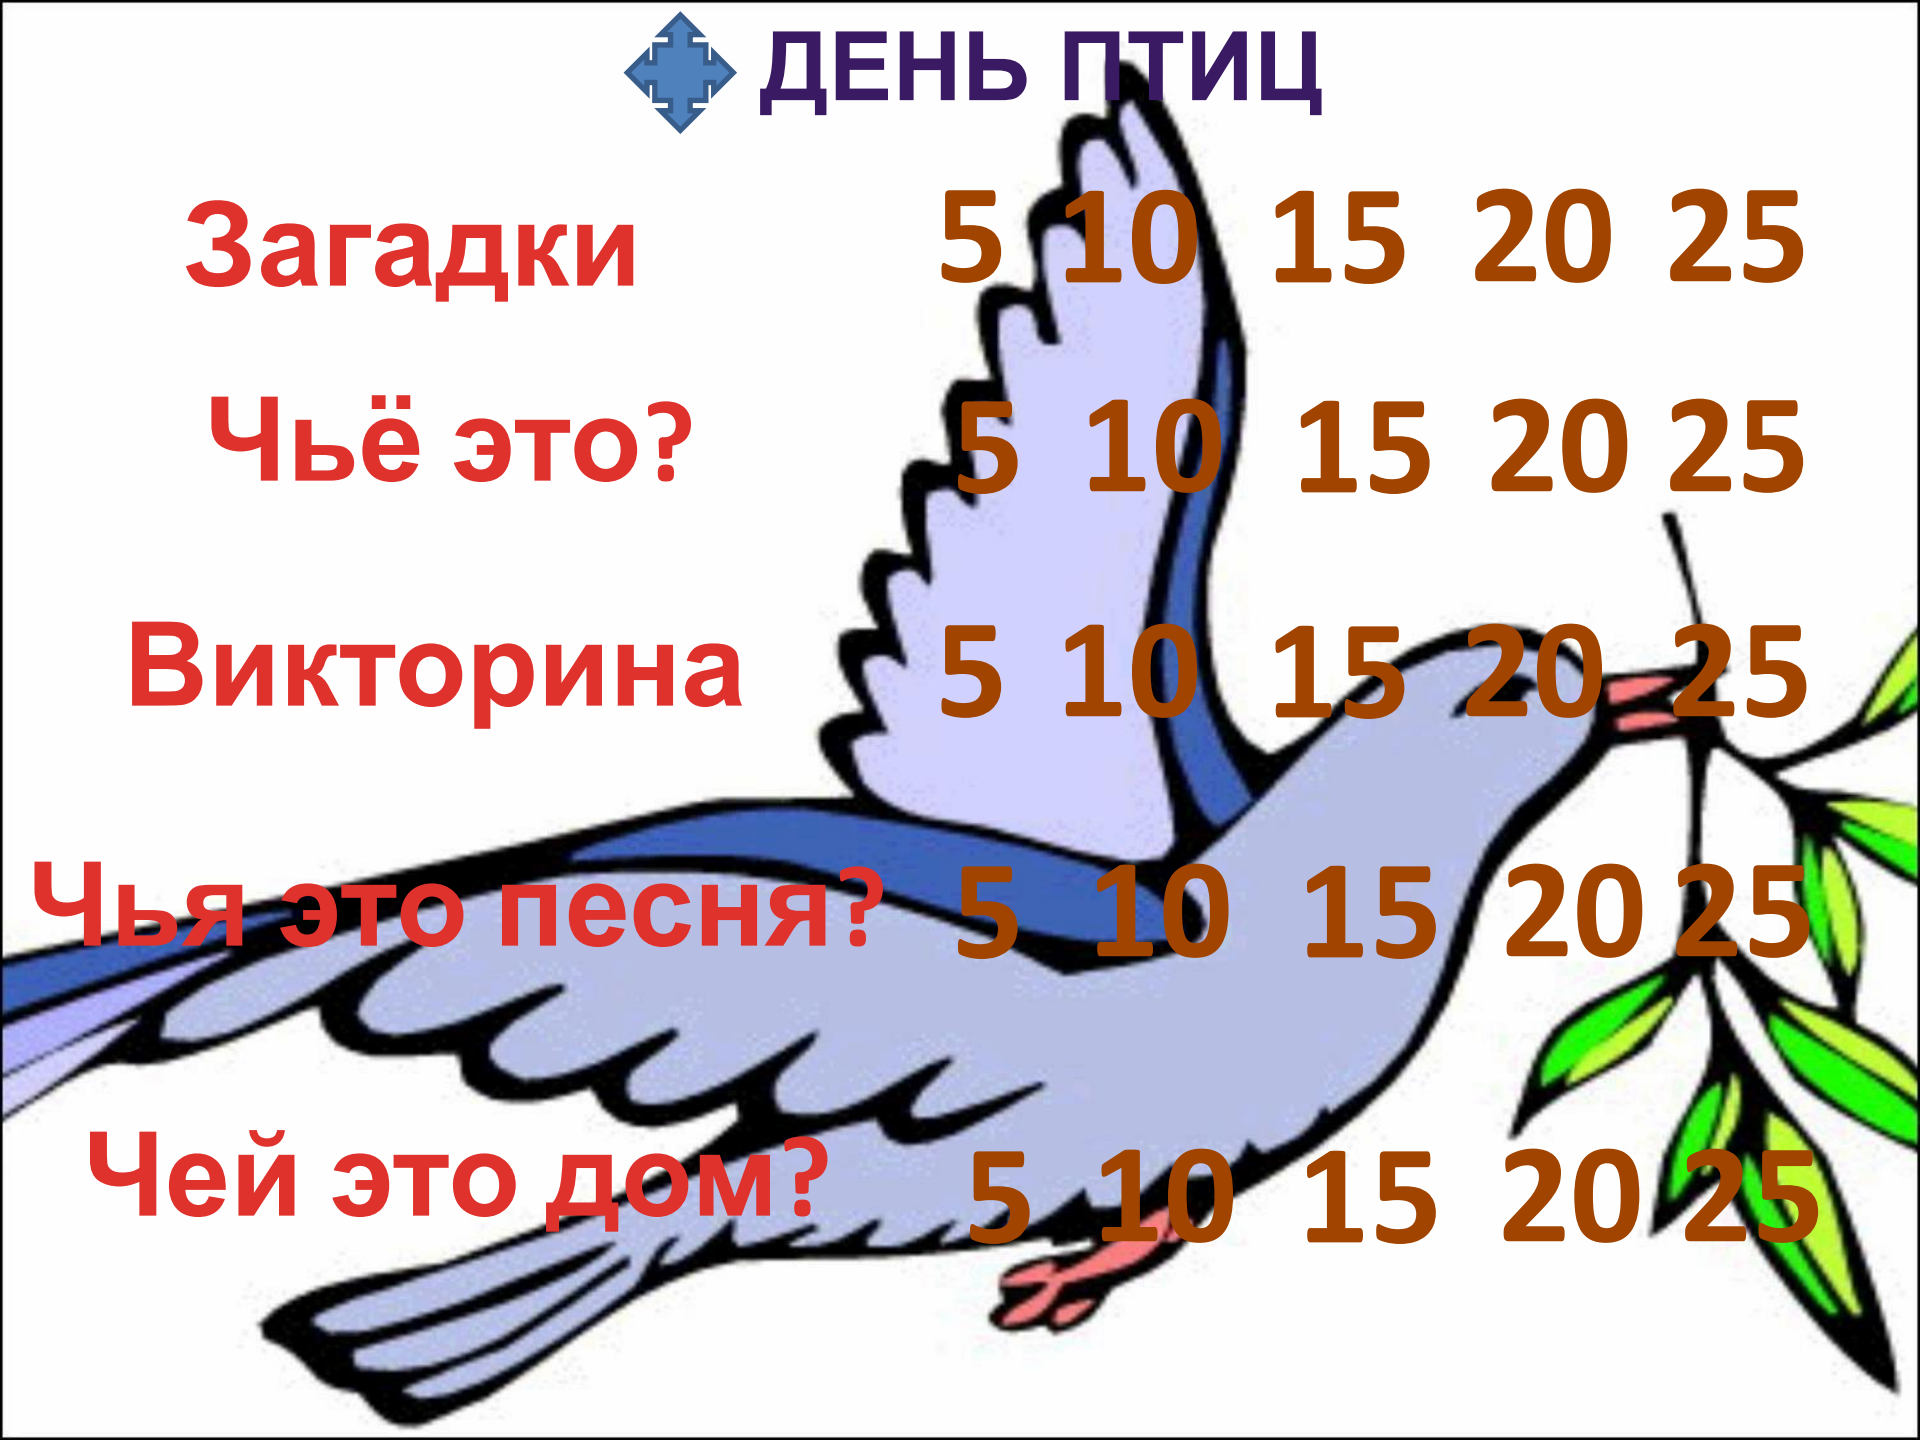 ДЕНЬ ПТИЦ
Загадки 5 10 15 20 25
Чьё это? 5 10 15 20 25
Викторина 5 10 15 20 25
Чья это песня? 5 10 15 20 25
Чей это дом? 5 10 15 20 25